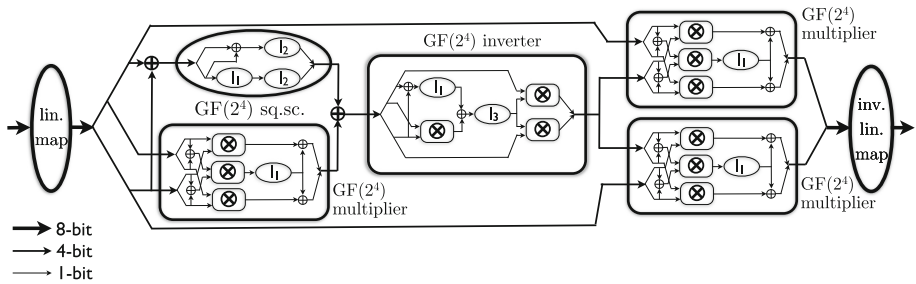 lin.
map
I₂
I₁ I₂
GF(2⁴) sq.sc.
I₁
GF(2⁴)
multiplier
GF(2⁴) inverter
I₁
I₃
GF(2⁴)
multiplier
I₁
I₁
GF(2⁴)
multiplier
inv.
lin.
map
8-bit
4-bit
1-bit